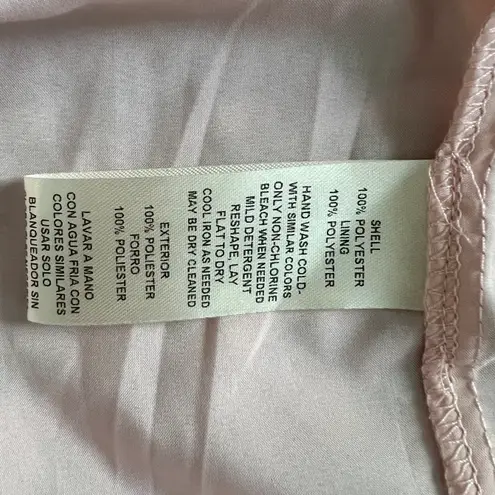 SHELL
100% POLYESTER
LINING
100% POLYESTER
HAND WASH COLD-
WITH SIMILAR COLORS
ONLY NON-CHLORINE
BLEACH WHEN NEEDED
MILD DETERGENT
RESHAPE, LAY
FLAT TO DRY
COOL IRON AS NEEDED
MAY BE DRY CLEANED
EXTERIOR
100% POLIESTER
FORRO
100% POLIESTER
LAVAR A MANO
CON AGUA FRIA CON
COLORES SIMILARES
USAR SOLO
BLANQUEADOR SIN